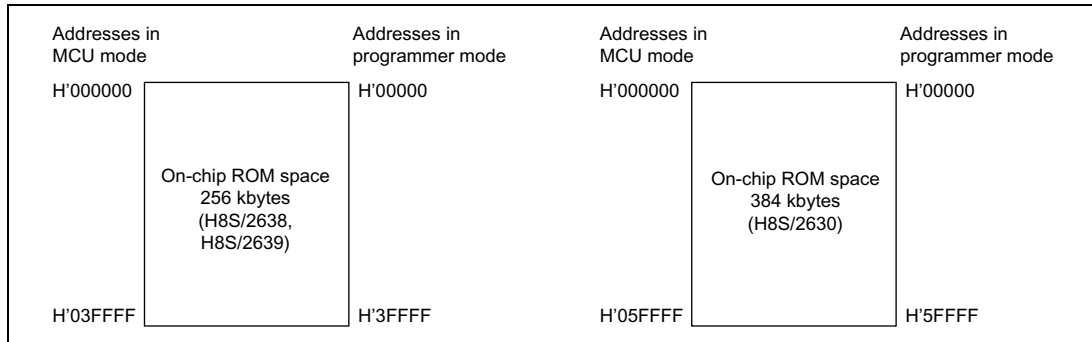 Addresses in
MCU mode
Addresses in
programmer mode
H'000000
H'00000
On-chip ROM space
256 kbytes
(H8S/2638,
H8S/2639)
H'03FFFF
H'3FFFF
Addresses in
MCU mode
Addresses in
programmer mode
H'000000
H'00000
On-chip ROM space
384 kbytes
(H8S/2630)
H'05FFFF
H'5FFFF